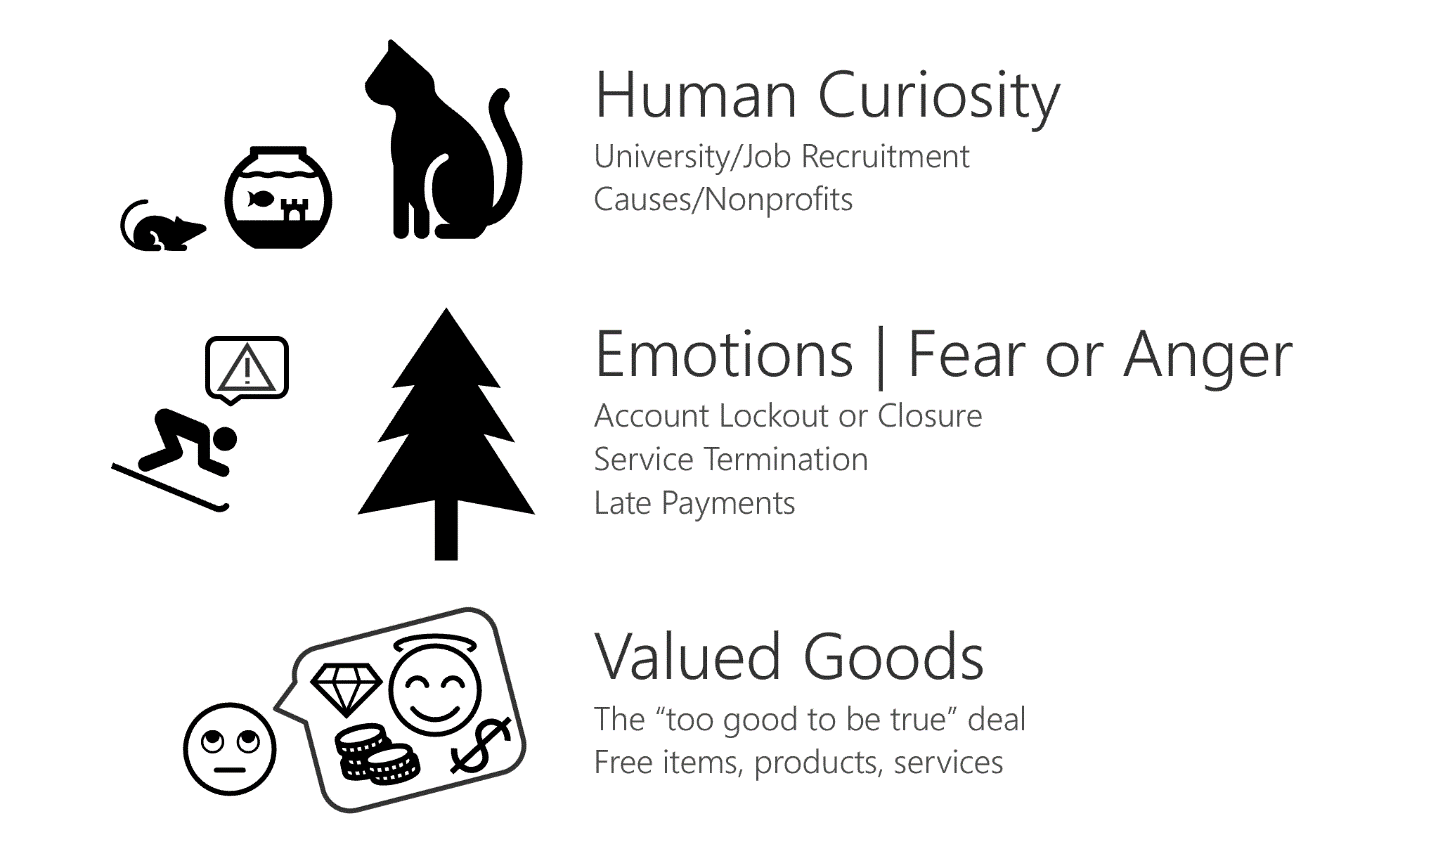 Human Curiosity
University/Job Recruitment
Causes/Nonprofits
Emotions | Fear or Anger
Account Lockout or Closure
Service Termination
Late Payments
Valued Goods
The “too good to be true” deal
Free items, products, services